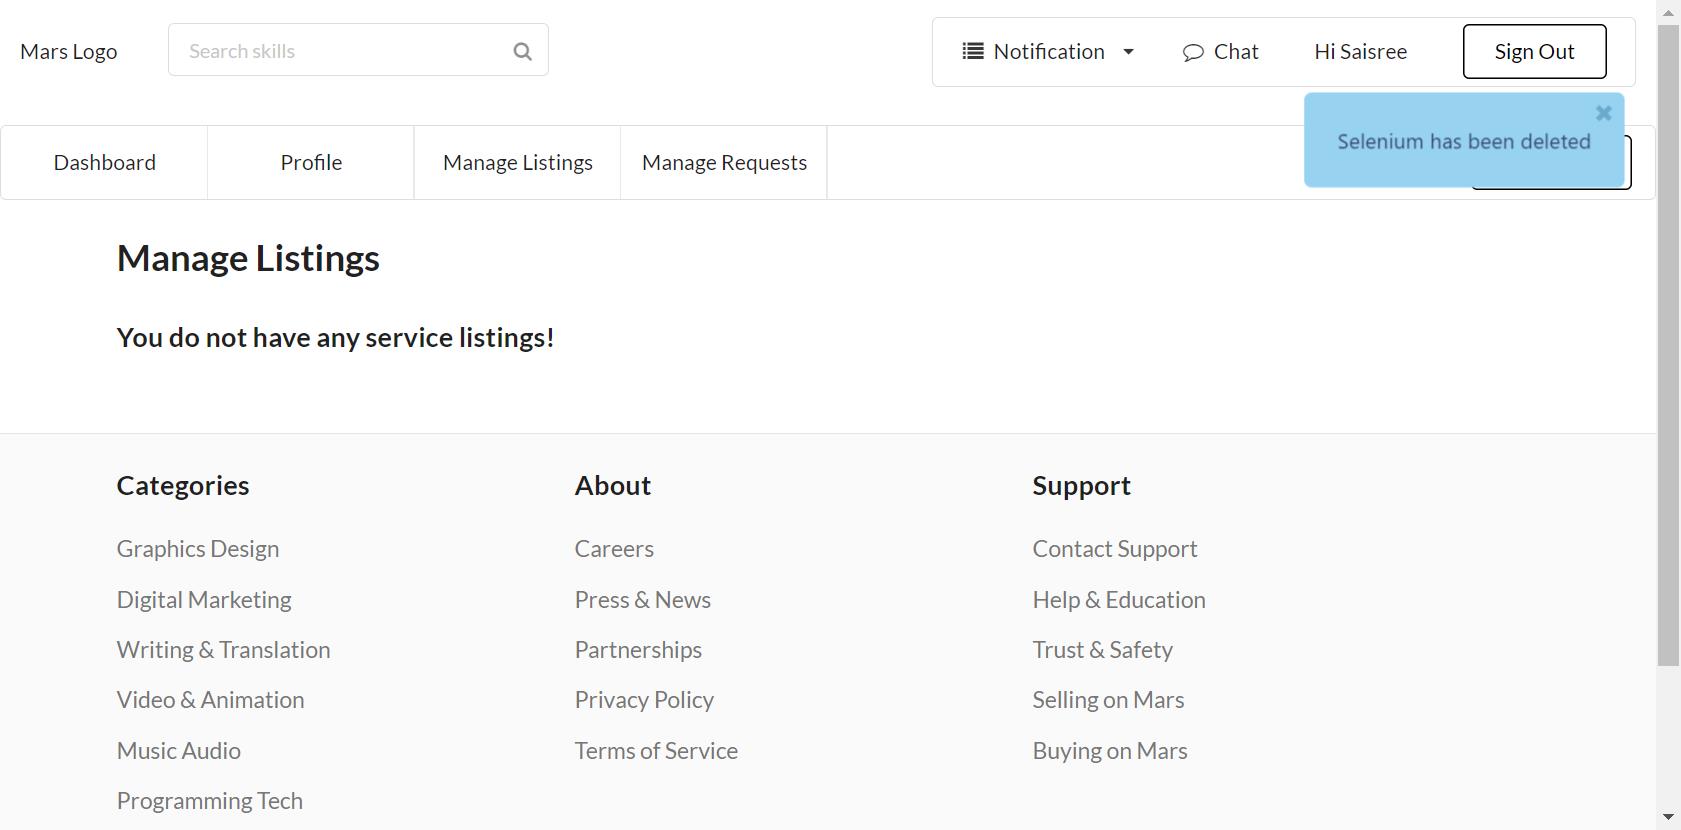 Mars Logo
Search skills
Notification
Chat
Hi Saisree
Sign Out
Selenium has been deleted
Dashboard
Profile
Manage Listings
Manage Requests
Manage Listings
You do not have any service listings!
Categories
Graphics Design
Digital Marketing
Writing & Translation
Video & Animation
Music Audio
Programming Tech
About
Careers
Press & News
Partnerships
Privacy Policy
Terms of Service
Support
Contact Support
Help & Education
Trust & Safety
Selling on Mars
Buying on Mars